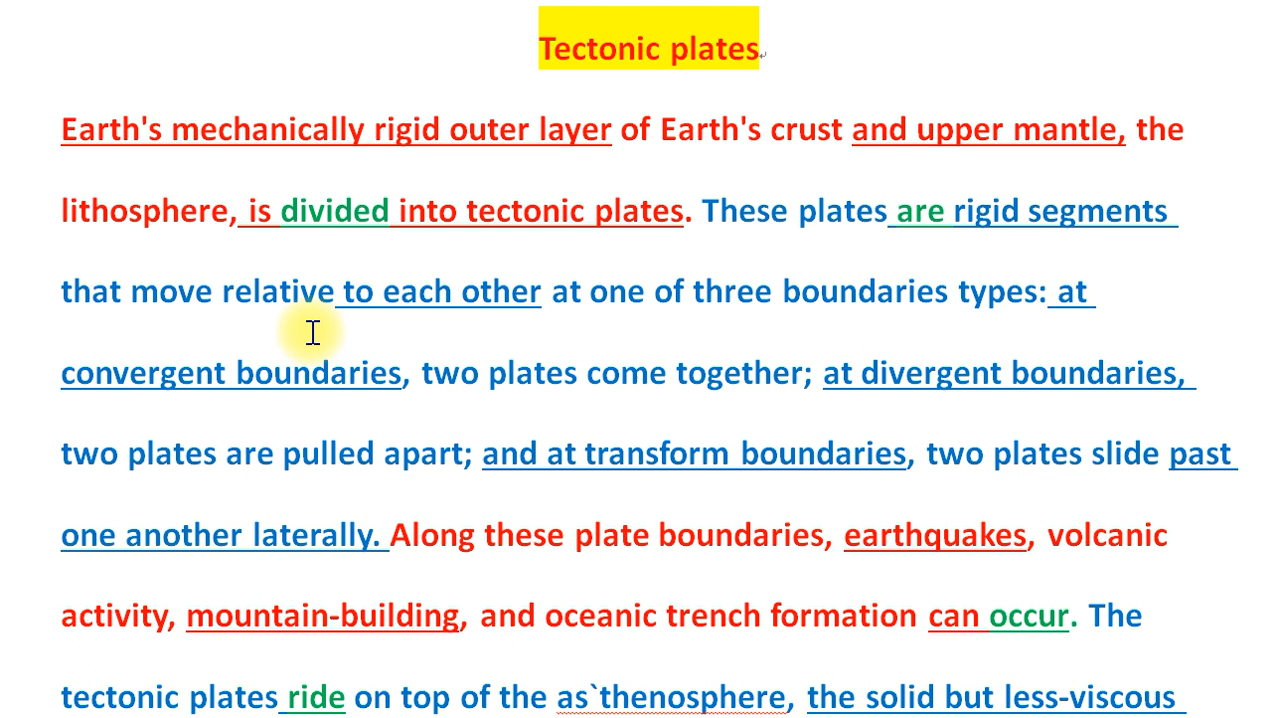 Tectonic plates
Earth's mechanically rigid outer layer of Earth's crust and upper mantle, the
lithosphere, is divided into tectonic plates. These plates are rigid segments
that move relative to each other at one of three boundaries types: at
convergent boundaries, two plates come together; at divergent boundaries,
two plates are pulled apart; and at transform boundaries, two plates slide past
one another laterally. Along these plate boundaries, earthquakes, volcanic
activity, mountain-building, and oceanic trench formation can occur. The
tectonic plates ride on top of the as`thenosphere, the solid but less-viscous